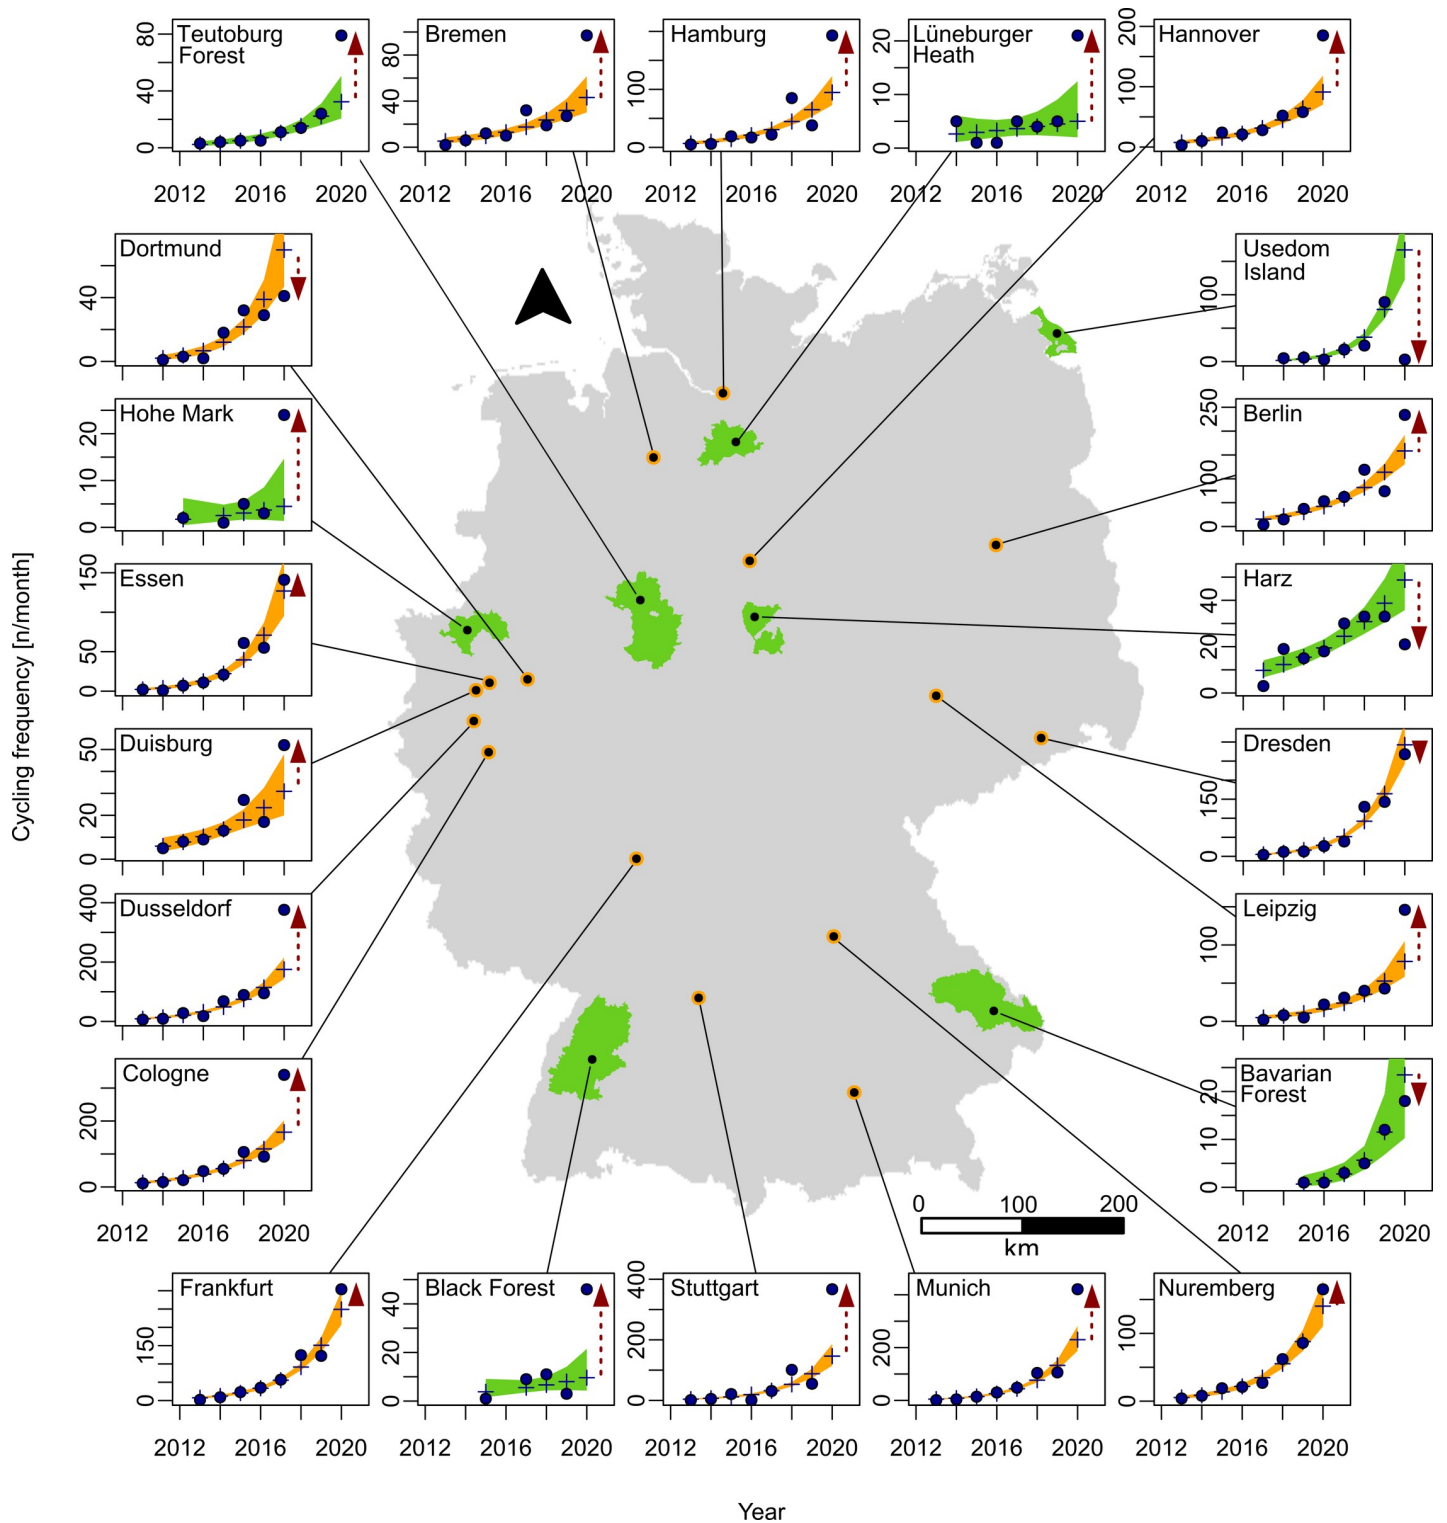 Teutoburg
Forest
0 40 80
2012 2016 2020
Bremen
0 40 80
2012 2016 2020
Hamburg
0 100
2012 2016 2020
Lüneburger
Heath
0 10 20
2012 2016 2020
Hannover
0 100 200
2012 2016 2020
Dortmund
0 40
Usedom
Island
0 100
Hohe Mark
0 10 20
Berlin
0 100 250
Cycling frequency [n/month]
Essen
0 50 150
Harz
0 20 40
Duisburg
0 20 50
Dresden
0 150
Dusseldorf
0 200 400
Leipzig
0 100
Cologne
0 200
2012 2016 2020
Bavarian
Forest
0 10 20
2012 2016 2020
0 100 200
km
Frankfurt
0 150
2012 2016 2020
Black Forest
0 20 40
2012 2016 2020
Stuttgart
0 200 400
2012 2016 2020
Munich
0 200
2012 2016 2020
Nuremberg
0 100
2012 2016 2020
Year